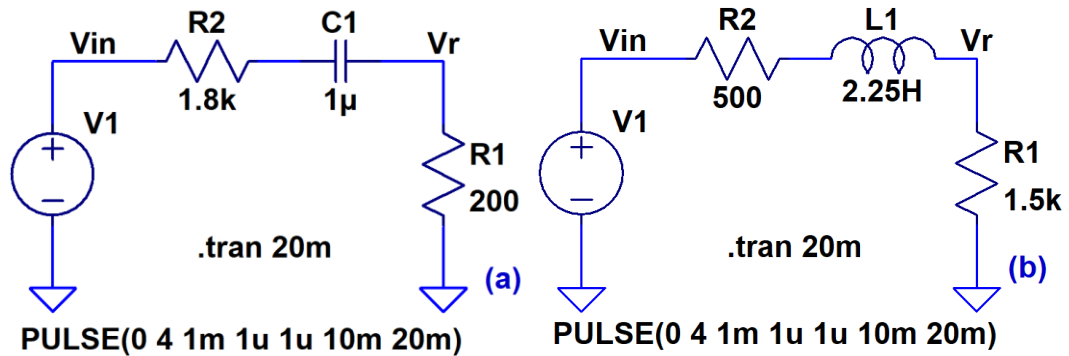 R2
C1
Vin
Vr
1.8k
1µ
V1
+
R1
200
.tran 20m
(a)
PULSE(0 4 1m 1u 1u 10m 20m)
R2
L1
Vin
Vr
500
2.25H
V1
+
R1
1.5k
.tran 20m
(b)
PULSE(0 4 1m 1u 1u 10m 20m)